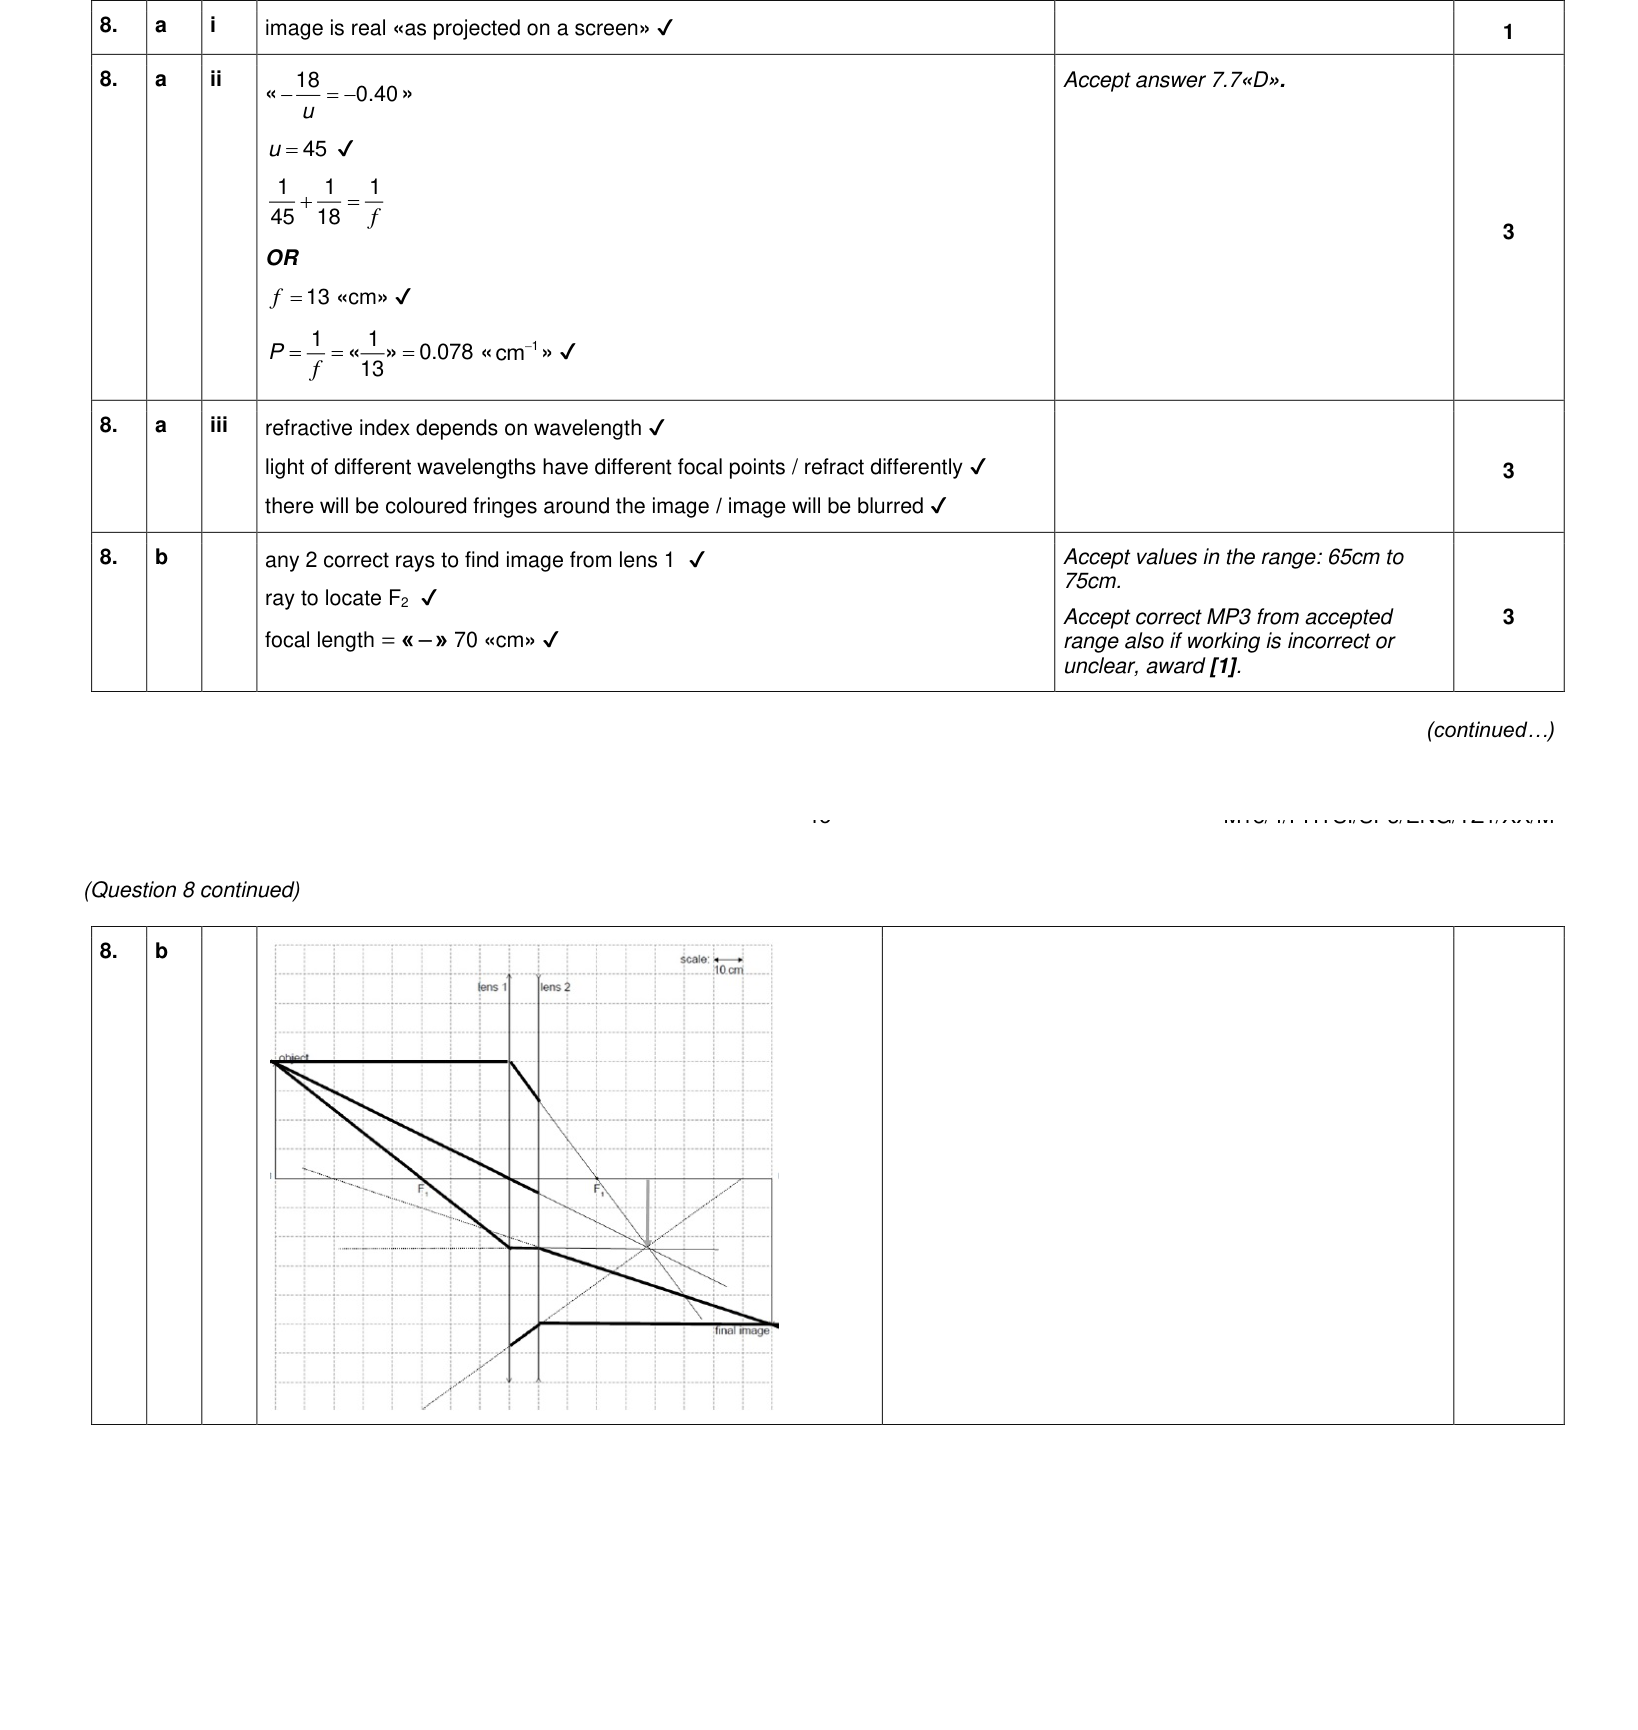 8. a i image is real «as projected on a screen» ✓ 1
8. a ii «−18/u = −0.40» Accept answer 7.7«D».
u = 45 ✓
1/45 + 1/18 = 1/f
3
OR
f = 13 «cm» ✓
P = 1/f = «1/13» = 0.078 «cm⁻¹» ✓
8. a iii refractive index depends on wavelength ✓
light of different wavelengths have different focal points / refract differently ✓ 3
there will be coloured fringes around the image / image will be blurred ✓
8. b any 2 correct rays to find image from lens 1 ✓ Accept values in the range: 65cm to
75cm.
ray to locate F₂ ✓
Accept correct MP3 from accepted 3
focal length = «−» 70 «cm» ✓ range also if working is incorrect or
unclear, award [1].
(continued…)
(Question 8 continued)
8. b
scale:
10 cm
lens 1 lens 2
object
F₁ F₁
final image